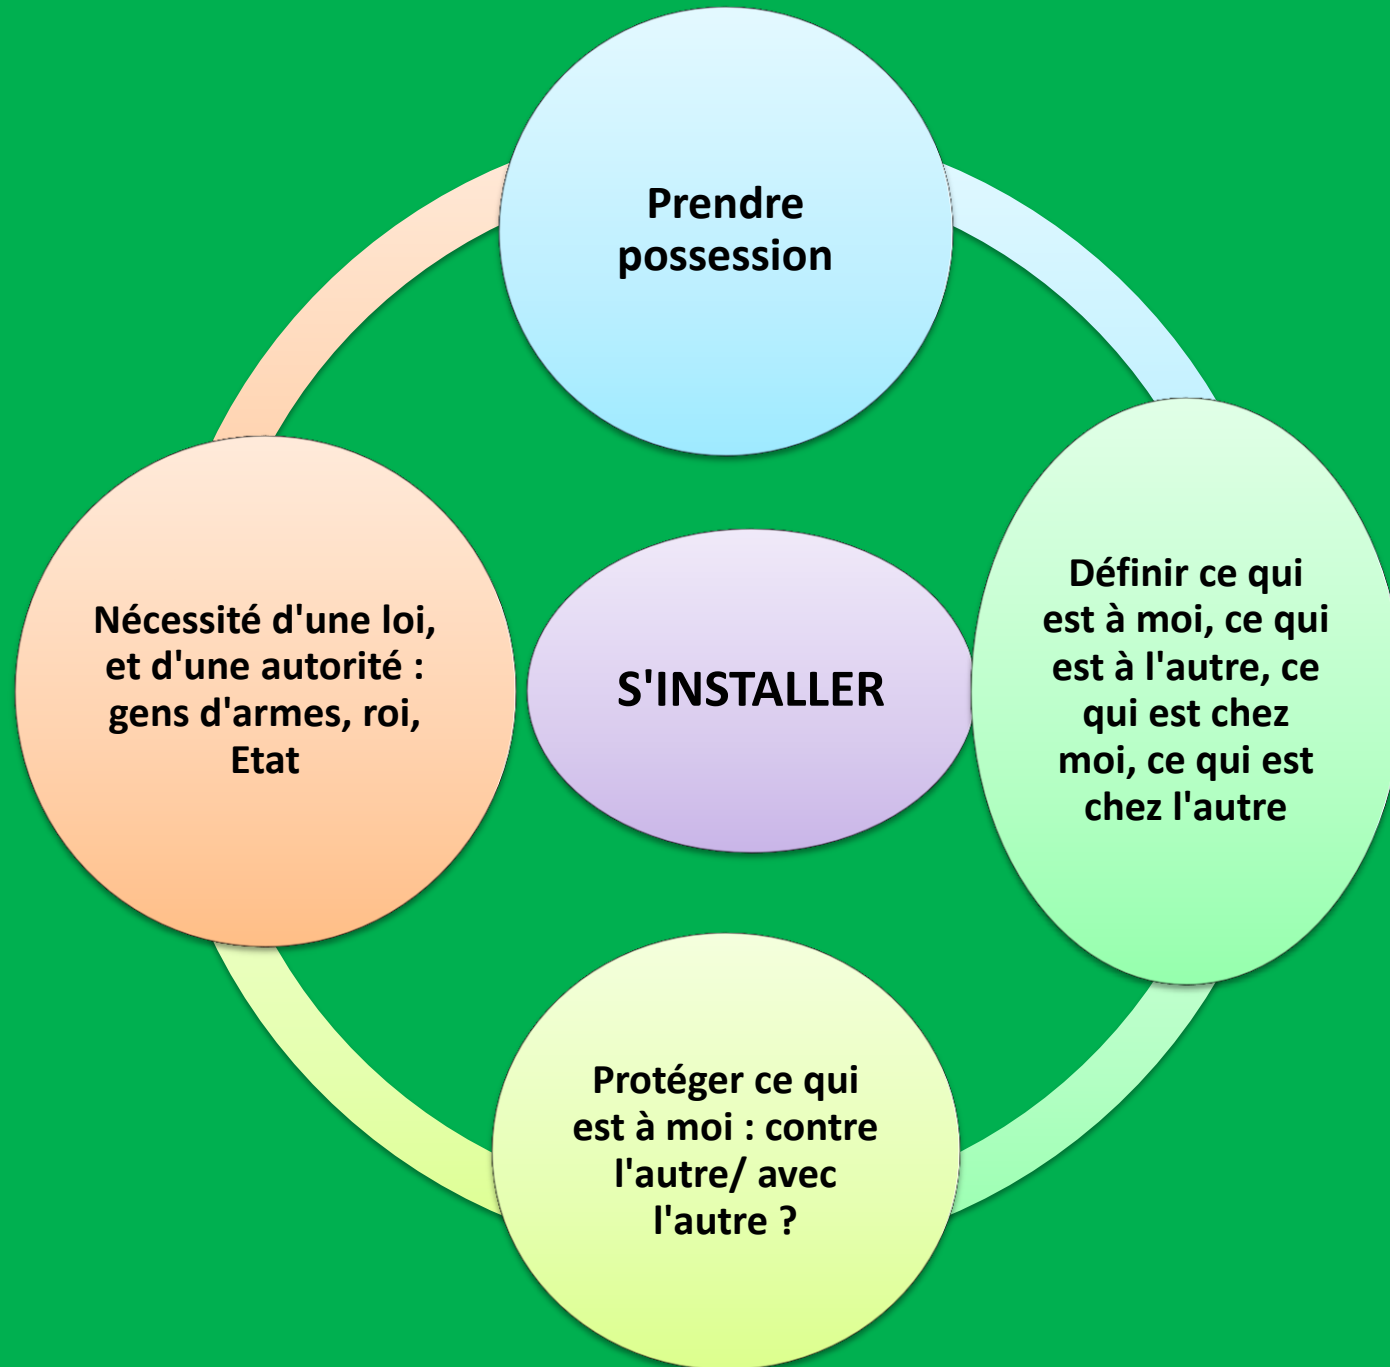 Prendre
possession
Définir ce qui
est à moi, ce qui
est à l'autre, ce
qui est chez
moi, ce qui est
chez l'autre
Protéger ce qui
est à moi : contre
l'autre/ avec
l'autre ?
Nécessité d'une loi,
et d'une autorité :
gens d'armes, roi,
Etat
S'INSTALLER